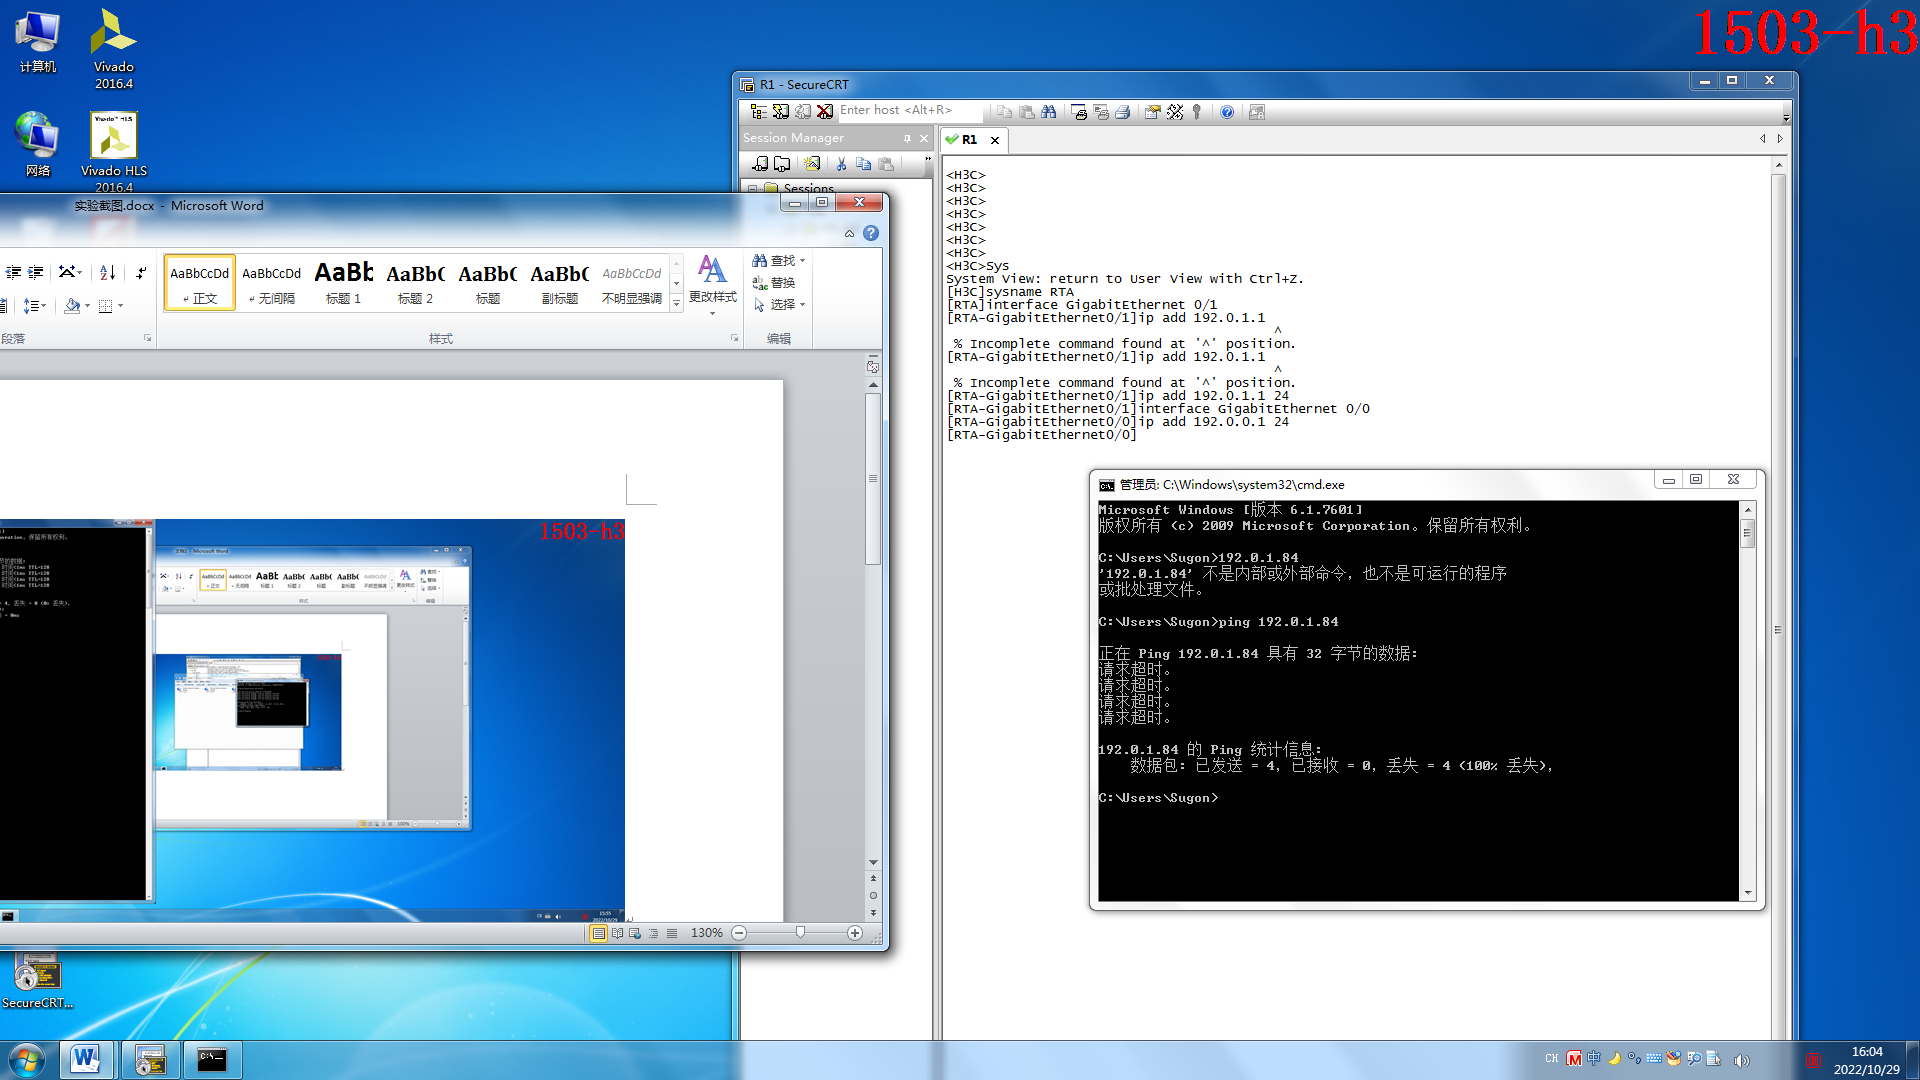 1503-h3
计算机
Vivado
2016.4
网络
Vivado HLS
2016.4
R1 - SecureCRT
Enter host <Alt+R>
Session Manager
R1
Sessions
<H3C>
<H3C>
<H3C>
<H3C>
<H3C>
<H3C>
<H3C>
<H3C>Sys
System View: return to User View with Ctrl+Z.
[H3C]sysname RTA
[RTA]interface GigabitEthernet 0/1
[RTA-GigabitEthernet0/1]ip add 192.0.1.1
^
% Incomplete command found at '^' position.
[RTA-GigabitEthernet0/1]ip add 192.0.1.1
^
% Incomplete command found at '^' position.
[RTA-GigabitEthernet0/1]ip add 192.0.1.1 24
[RTA-GigabitEthernet0/1]interface GigabitEthernet 0/0
[RTA-GigabitEthernet0/0]ip add 192.0.0.1 24
[RTA-GigabitEthernet0/0]
实验截图.docx - Microsoft Word
AaBbCcDd AaBbCcDd AaBb AaBbC AaBbC AaBbC AaBbCcDd
正文 无间隔 标题 1 标题 2 标题 副标题 不明显强调
更改样式
查找
替换
选择
段落 样式 编辑
1503-h3
130%
管理员: C:\Windows\system32\cmd.exe
Microsoft Windows [版本 6.1.7601]
版权所有 (c) 2009 Microsoft Corporation。保留所有权利。
C:\Users\Sugon>192.0.1.84
'192.0.1.84' 不是内部或外部命令，也不是可运行的程序
或批处理文件。
C:\Users\Sugon>ping 192.0.1.84
正在 Ping 192.0.1.84 具有 32 字节的数据:
请求超时。
请求超时。
请求超时。
请求超时。
192.0.1.84 的 Ping 统计信息:
数据包: 已发送 = 4，已接收 = 0，丢失 = 4 (100% 丢失)，
C:\Users\Sugon>
SecureCRT...
CH
中
16:04
2022/10/29